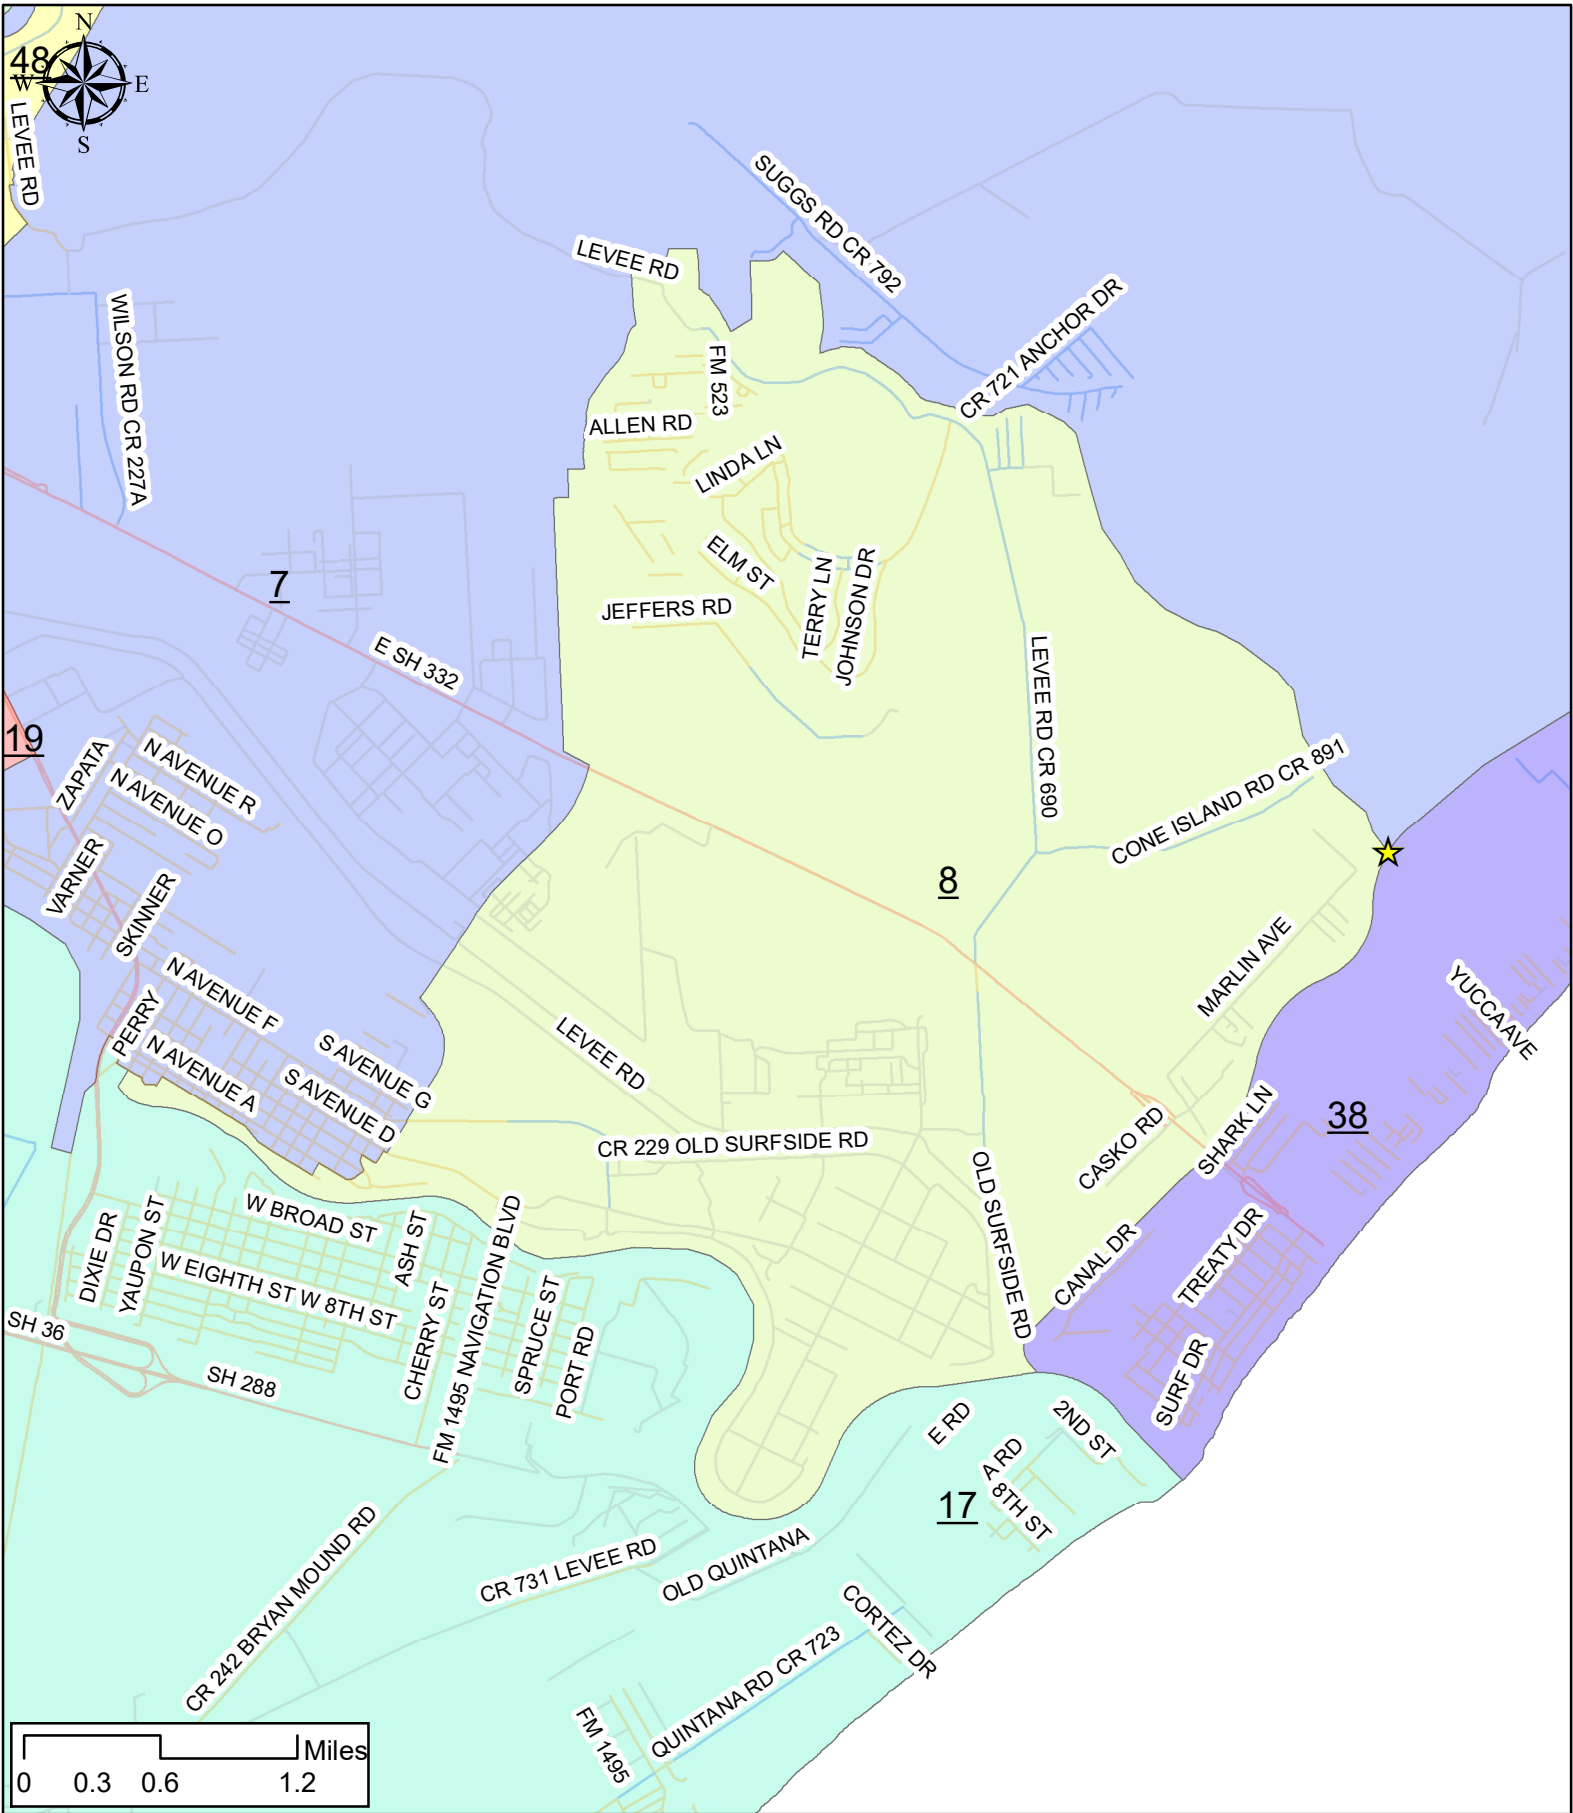 N
48
W
E
S
LEVEE RD
SUGGS RD CR 792
LEVEE RD
WILSON RD CR 227A
CR 721 ANCHOR DR
FM 523
ALLEN RD
LINDA LN
ELM ST
TERRY LN
JOHNSON DR
7
JEFFERS RD
E SH 332
LEVEE RD CR 690
19
ZAPATA
N AVENUE R
N AVENUE O
CONE ISLAND RD CR 891
VARNER
8
SKINNER
MARLIN AVE
N AVENUE F
YUCCA AVE
PERRY
N AVENUE A
S AVENUE G
S AVENUE D
LEVEE RD
CR 229 OLD SURFSIDE RD
CASKO RD
SHARK LN
38
OLD SURFSIDE RD
DIXIE DR
YAUPON ST
W BROAD ST
ASH ST
W EIGHTH ST W 8TH ST
CHERRY ST
FM 1495 NAVIGATION BLVD
SPRUCE ST
PORT RD
CANAL DR
TREATY DR
SURF DR
SH 36
SH 288
E RD
2ND ST
A RD
8TH ST
17
CR 242 BRYAN MOUND RD
CR 731 LEVEE RD
OLD QUINTANA
CORTEZ DR
QUINTANA RD CR 723
FM 1495
Miles
0 0.3 0.6 1.2